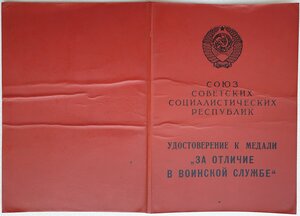 СОЮЗ
СОВЕТСКИХ
СОЦИАЛИСТИЧЕСКИХ
РЕСПУБЛИК
УДОСТОВЕРЕНИЕ К МЕДАЛИ
„ЗА ОТЛИЧИЕ
В ВОИНСКОЙ СЛУЖБЕ“